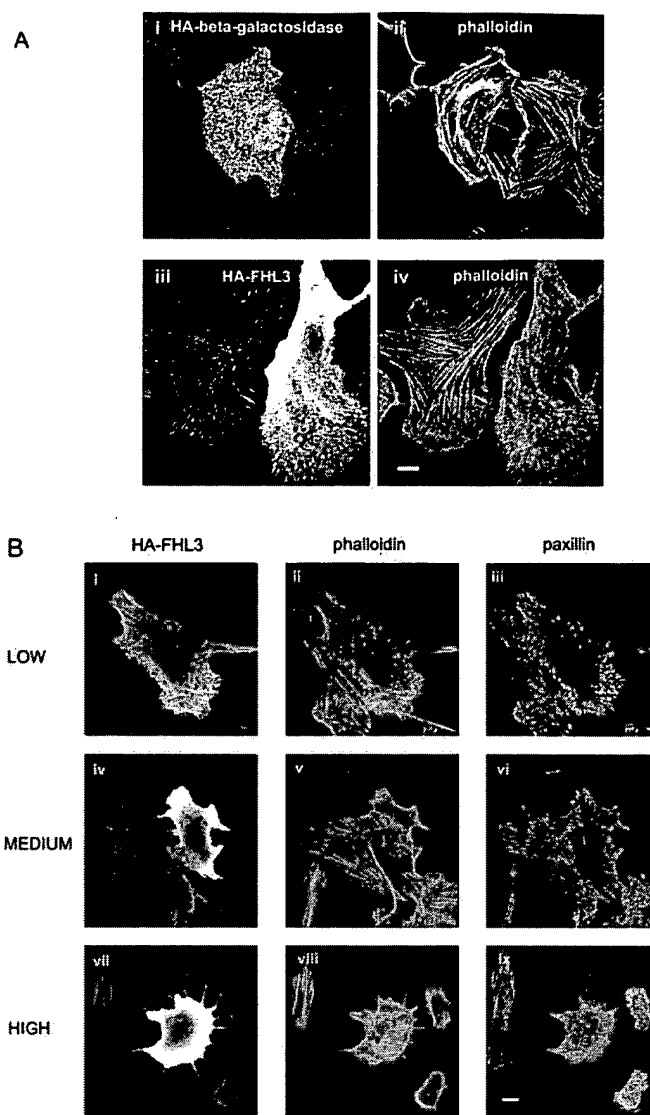 A
i HA-beta-galactosidase
ii phalloidin
iii HA-FHL3
iv phalloidin
B
HA-FHL3 phalloidin paxillin
LOW
i ii iii
MEDIUM
iv v vi
HIGH
vii viii ix